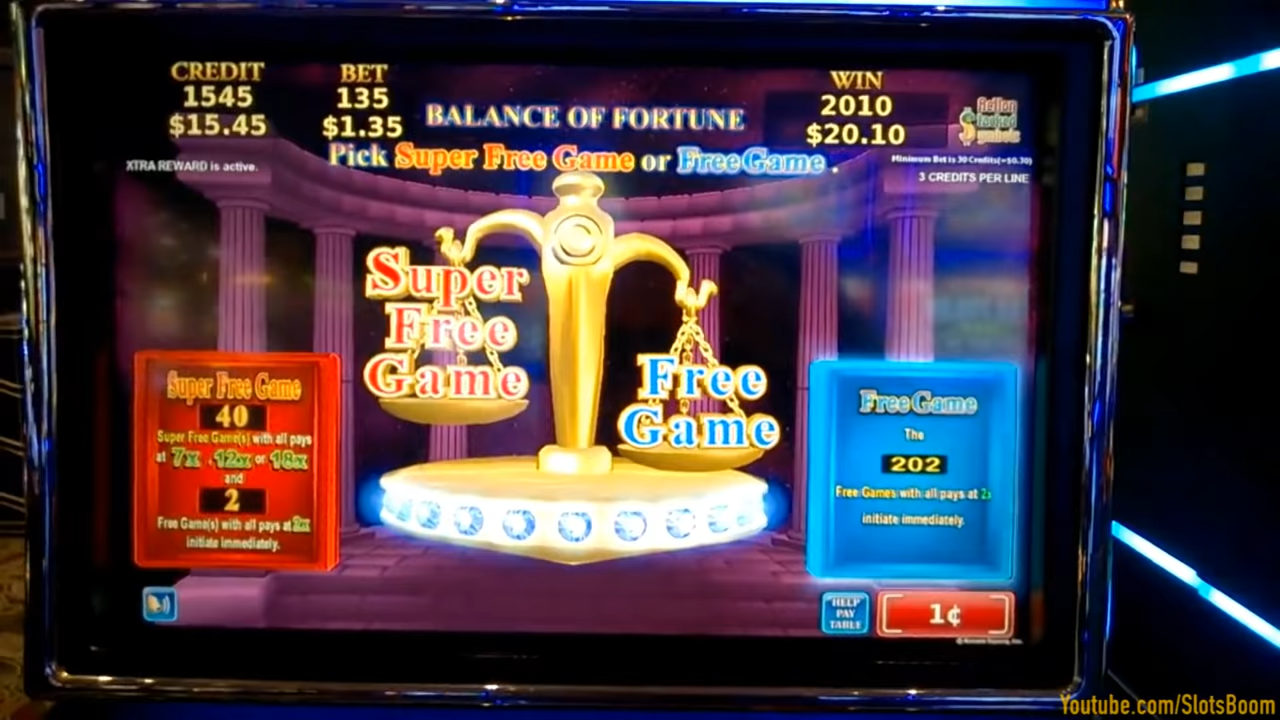 CREDIT
1545
$15.45
BET
135
$1.35
BALANCE OF FORTUNE
WIN
2010
$20.10
Action
Stacked
Symbols
Pick Super Free Game or Free Game .
XTRA REWARD is active.
Minimum Bet is 30 Credits(=$0.30)
3 CREDITS PER LINE
Super
Free
Game
Free
Game
Super Free Game
40
Super Free Game(s) with all pays
at 7x , 12x or 18x
and
2
Free Game(s) with all pays at 2x
initiate immediately.
Free Game
The
202
Free Games with all pays at 2x
initiate immediately.
HELP
PAY
TABLE
1¢
Youtube.com/SlotsBoom